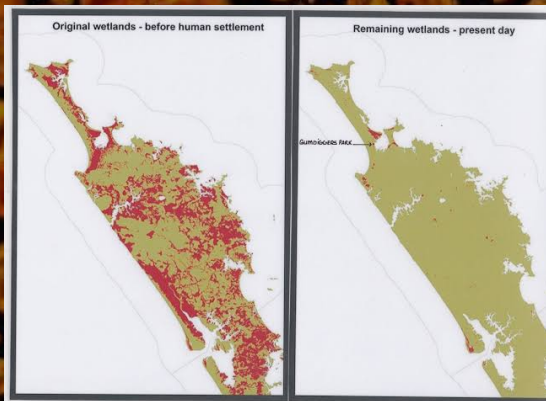 Original wetlands - before human settlement
Remaining wetlands - present day
GUMDIGGERS PARK